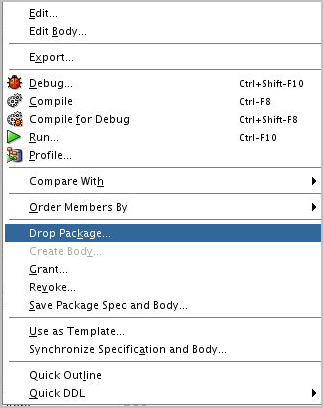 Edit...
Edit Body...
Export...
Debug... Ctrl+Shift-F10
Compile Ctrl-F8
Compile for Debug Ctrl+Shift-F8
Run... Ctrl-F10
Profile...
Compare With
Order Members By
Drop Package...
Create Body...
Grant...
Revoke...
Save Package Spec and Body...
Use as Template...
Synchronize Specification and Body...
Quick Outline
Quick DDL